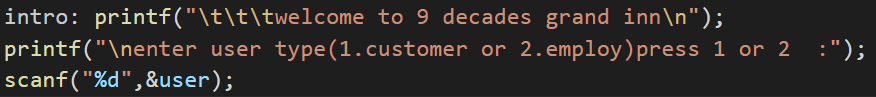 intro: printf("\t\t\twelcome to 9 decades grand inn\n");
printf("\nenter user type(1.customer or 2.employ)press 1 or 2  :");
scanf("%d",&user);